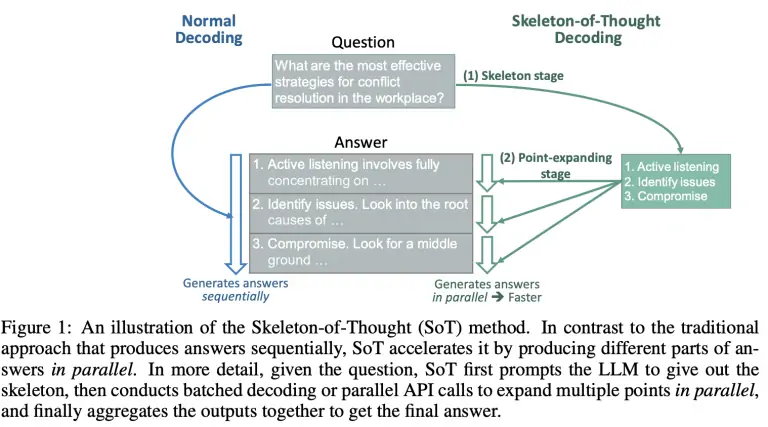 Normal
Decoding
Skeleton-of-Thought
Decoding
Question
What are the most effective
strategies for conflict
resolution in the workplace?
(1) Skeleton stage
Answer
1. Active listening involves fully
concentrating on …
2. Identify issues. Look into the root
causes of …
3. Compromise. Look for a middle
ground …
(2) Point-expanding
stage
1. Active listening
2. Identify issues
3. Compromise
Generates answers
sequentially
Generates answers
in parallel ➔ Faster
Figure 1: An illustration of the Skeleton-of-Thought (SoT) method. In contrast to the traditional
approach that produces answers sequentially, SoT accelerates it by producing different parts of an-
swers in parallel. In more detail, given the question, SoT first prompts the LLM to give out the
skeleton, then conducts batched decoding or parallel API calls to expand multiple points in parallel,
and finally aggregates the outputs together to get the final answer.